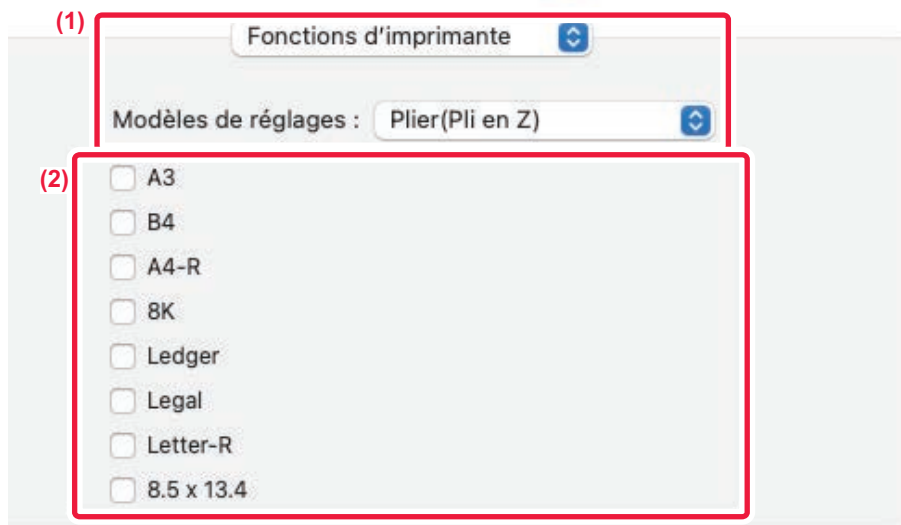 (1)
Fonctions d'imprimante
Modèles de réglages : Plier(Pli en Z)
(2)
A3
B4
A4-R
8K
Ledger
Legal
Letter-R
8.5 x 13.4